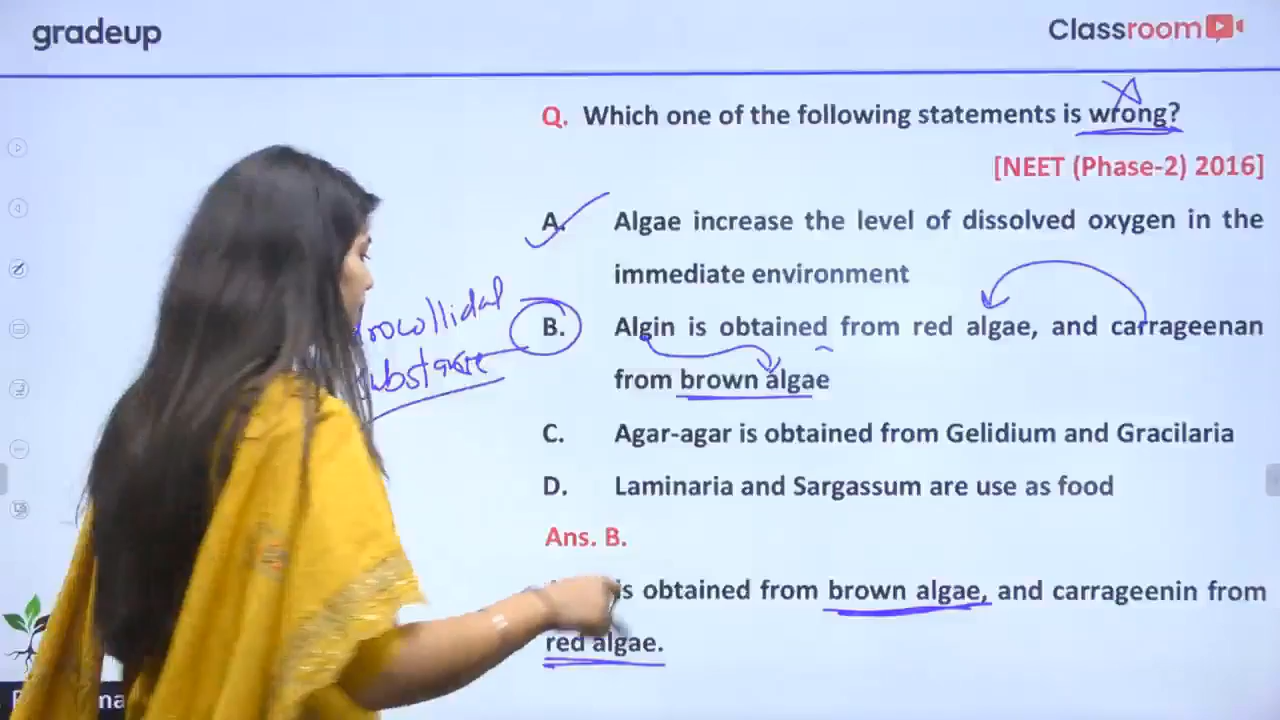 gradeup
Classroom
Q. Which one of the following statements is wrong?
[NEET (Phase-2) 2016]
A. Algae increase the level of dissolved oxygen in the
immediate environment
B. Algin is obtained from red algae, and carrageenan
from brown algae
C. Agar-agar is obtained from Gelidium and Gracilaria
D. Laminaria and Sargassum are use as food
Ans. B.
is obtained from brown algae, and carrageenin from
red algae.